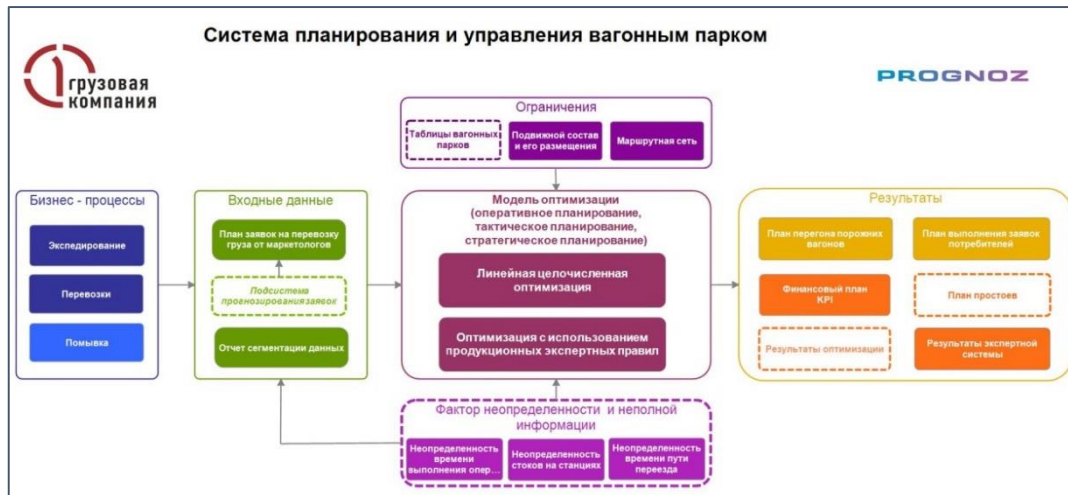 Система планирования и управления вагонным парком
грузовая
компания
PROGNOZ
Ограничения
Таблицы вагонных
парков
Подвижной состав
и его размещения
Маршрутная сеть
Бизнес - процессы
Экспедирование
Перевозки
Помывка
Входные данные
План заявок на перевозку
груза от маркетологов
Подсистема
прогнозирования заявок
Отчет сегментации данных
Модель оптимизации
(оперативное планирование,
тактическое планирование,
стратегическое планирование)
Линейная целочисленная
оптимизация
Оптимизация с использованием
продукционных экспертных правил
Результаты
План перегона порожних
вагонов
План выполнения заявок
потребителей
Финансовый план
KPI
План простоев
Результаты оптимизации
Результаты экспертной
системы
Фактор неопределенности и неполной
информации
Неопределенность
времени
выполнения опер...
Неопределенность
стоков на станциях
Неопределенность
времени пути
переезда